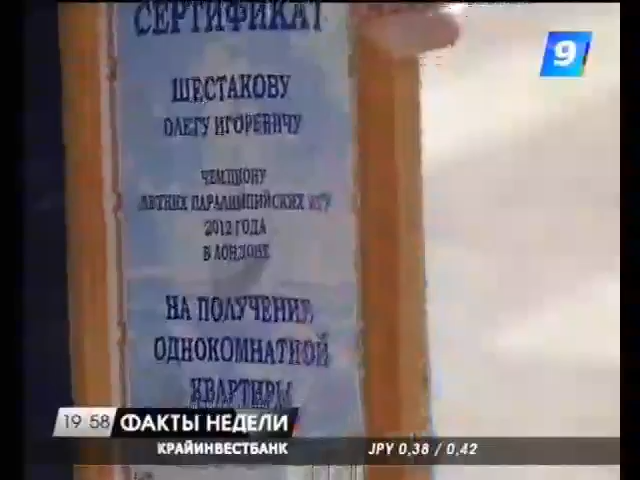 СЕРТИФИКАТ
9
ШЕСТАКОВУ
ОЛЕГУ ИГОРЕВИЧУ
ЧЕМПИОНУ
ЛЕТНИХ ПАРАЛИМПИЙСКИХ ИГР
2012 ГОДА
В ЛОНДОНЕ
НА ПОЛУЧЕНИЕ
ОДНОКОМНАТНОЙ
КВАРТИРЫ
19 58 ФАКТЫ НЕДЕЛИ
КРАЙИНВЕСТБАНК JPY 0,38 / 0,42